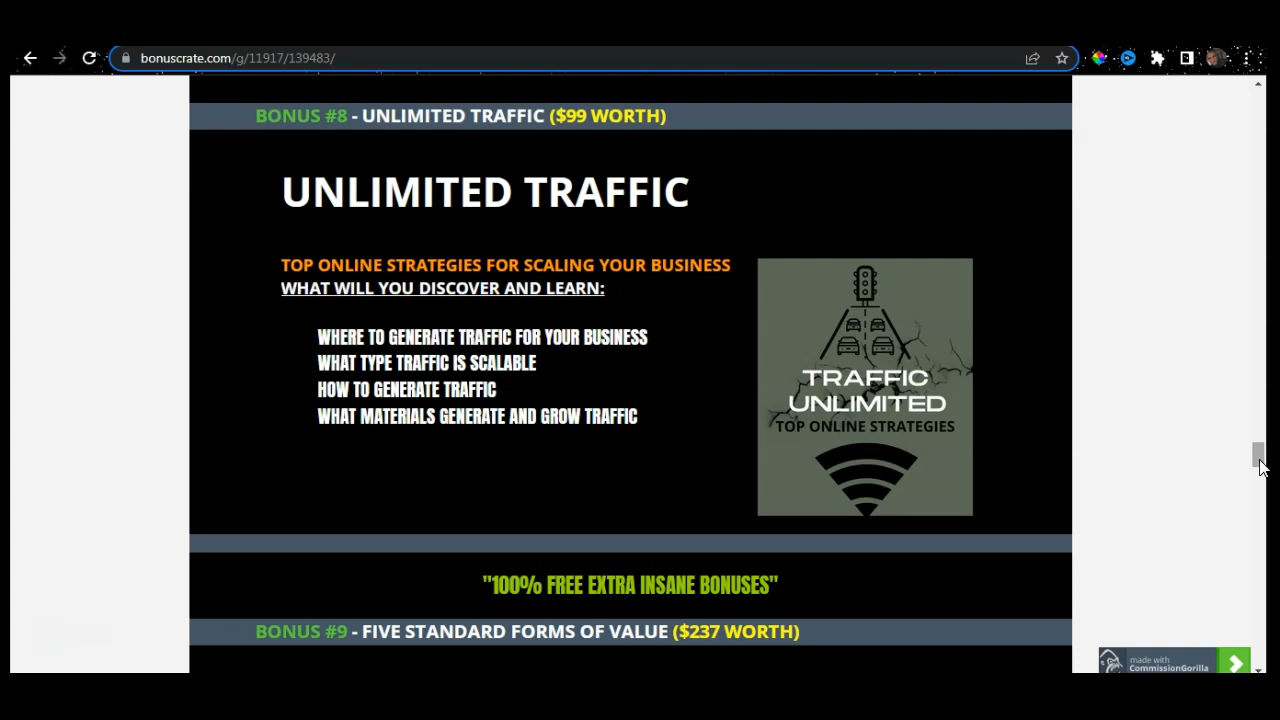 bonuscrate.com/g/11917/139483/
BONUS #8 - UNLIMITED TRAFFIC ($99 WORTH)
UNLIMITED TRAFFIC
TOP ONLINE STRATEGIES FOR SCALING YOUR BUSINESS
WHAT WILL YOU DISCOVER AND LEARN:
WHERE TO GENERATE TRAFFIC FOR YOUR BUSINESS
WHAT TYPE TRAFFIC IS SCALABLE
HOW TO GENERATE TRAFFIC
WHAT MATERIALS GENERATE AND GROW TRAFFIC
TRAFFIC
UNLIMITED
TOP ONLINE STRATEGIES
"100% FREE EXTRA INSANE BONUSES"
BONUS #9 - FIVE STANDARD FORMS OF VALUE ($237 WORTH)
made with
CommissionGorilla